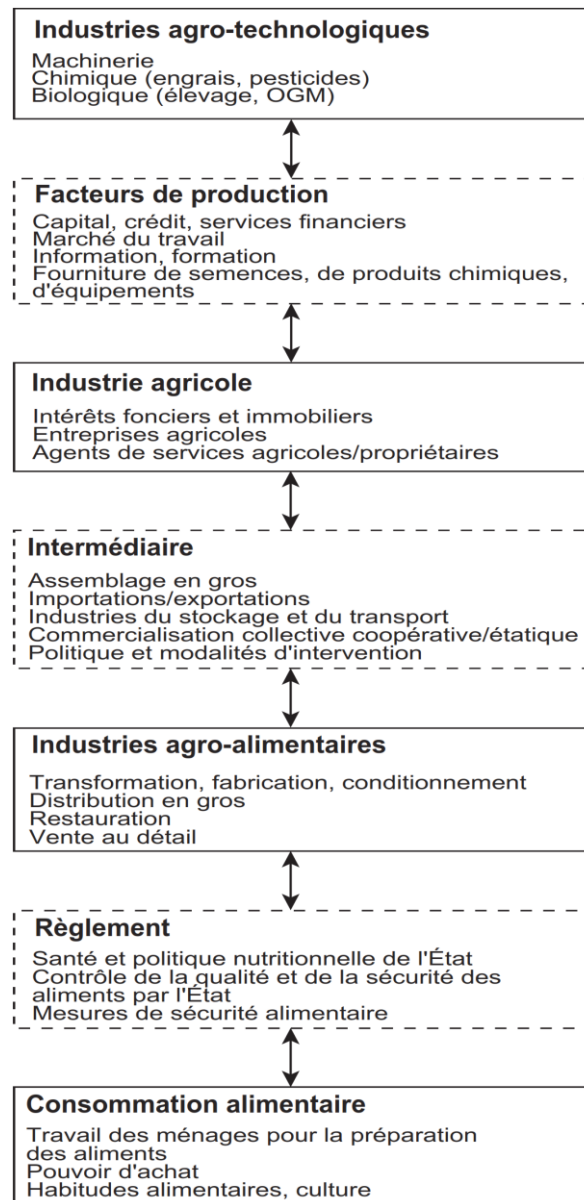 Industries agro-technologiques
Machinerie
Chimique (engrais, pesticides)
Biologique (élevage, OGM)
Facteurs de production
Capital, crédit, services financiers
Marché du travail
Information, formation
Fourniture de semences, de produits chimiques,
d'équipements
Industrie agricole
Intérêts fonciers et immobiliers
Entreprises agricoles
Agents de services agricoles/propriétaires
Intermédiaire
Assemblage en gros
Importations/exportations
Industries du stockage et du transport
Commercialisation collective coopérative/étatique
Politique et modalités d'intervention
Industries agro-alimentaires
Transformation, fabrication, conditionnement
Distribution en gros
Restauration
Vente au détail
Règlement
Santé et politique nutritionnelle de l'État
Contrôle de la qualité et de la sécurité des
aliments par l'État
Mesures de sécurité alimentaire
Consommation alimentaire
Travail des ménages pour la préparation
des aliments
Pouvoir d'achat
Habitudes alimentaires, culture